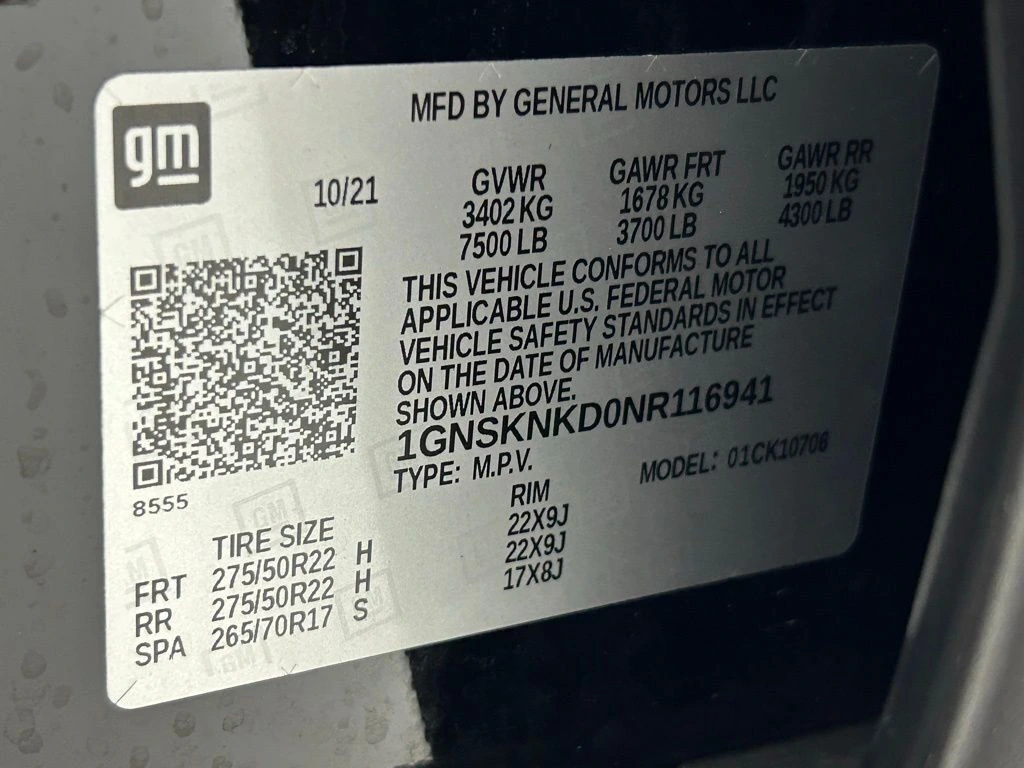 gm
MFD BY GENERAL MOTORS LLC
10/21
GVWR GAWR FRT GAWR RR
3402 KG 1678 KG 1950 KG
7500 LB 3700 LB 4300 LB
THIS VEHICLE CONFORMS TO ALL
APPLICABLE U.S. FEDERAL MOTOR
VEHICLE SAFETY STANDARDS IN EFFECT
ON THE DATE OF MANUFACTURE
SHOWN ABOVE.
1GNSKNKD0NR116941
TYPE: M.P.V. MODEL: 01CK10706
8555
TIRE SIZE RIM
FRT 275/50R22 H 22X9J
RR 275/50R22 H 22X9J
SPA 265/70R17 S 17X8J